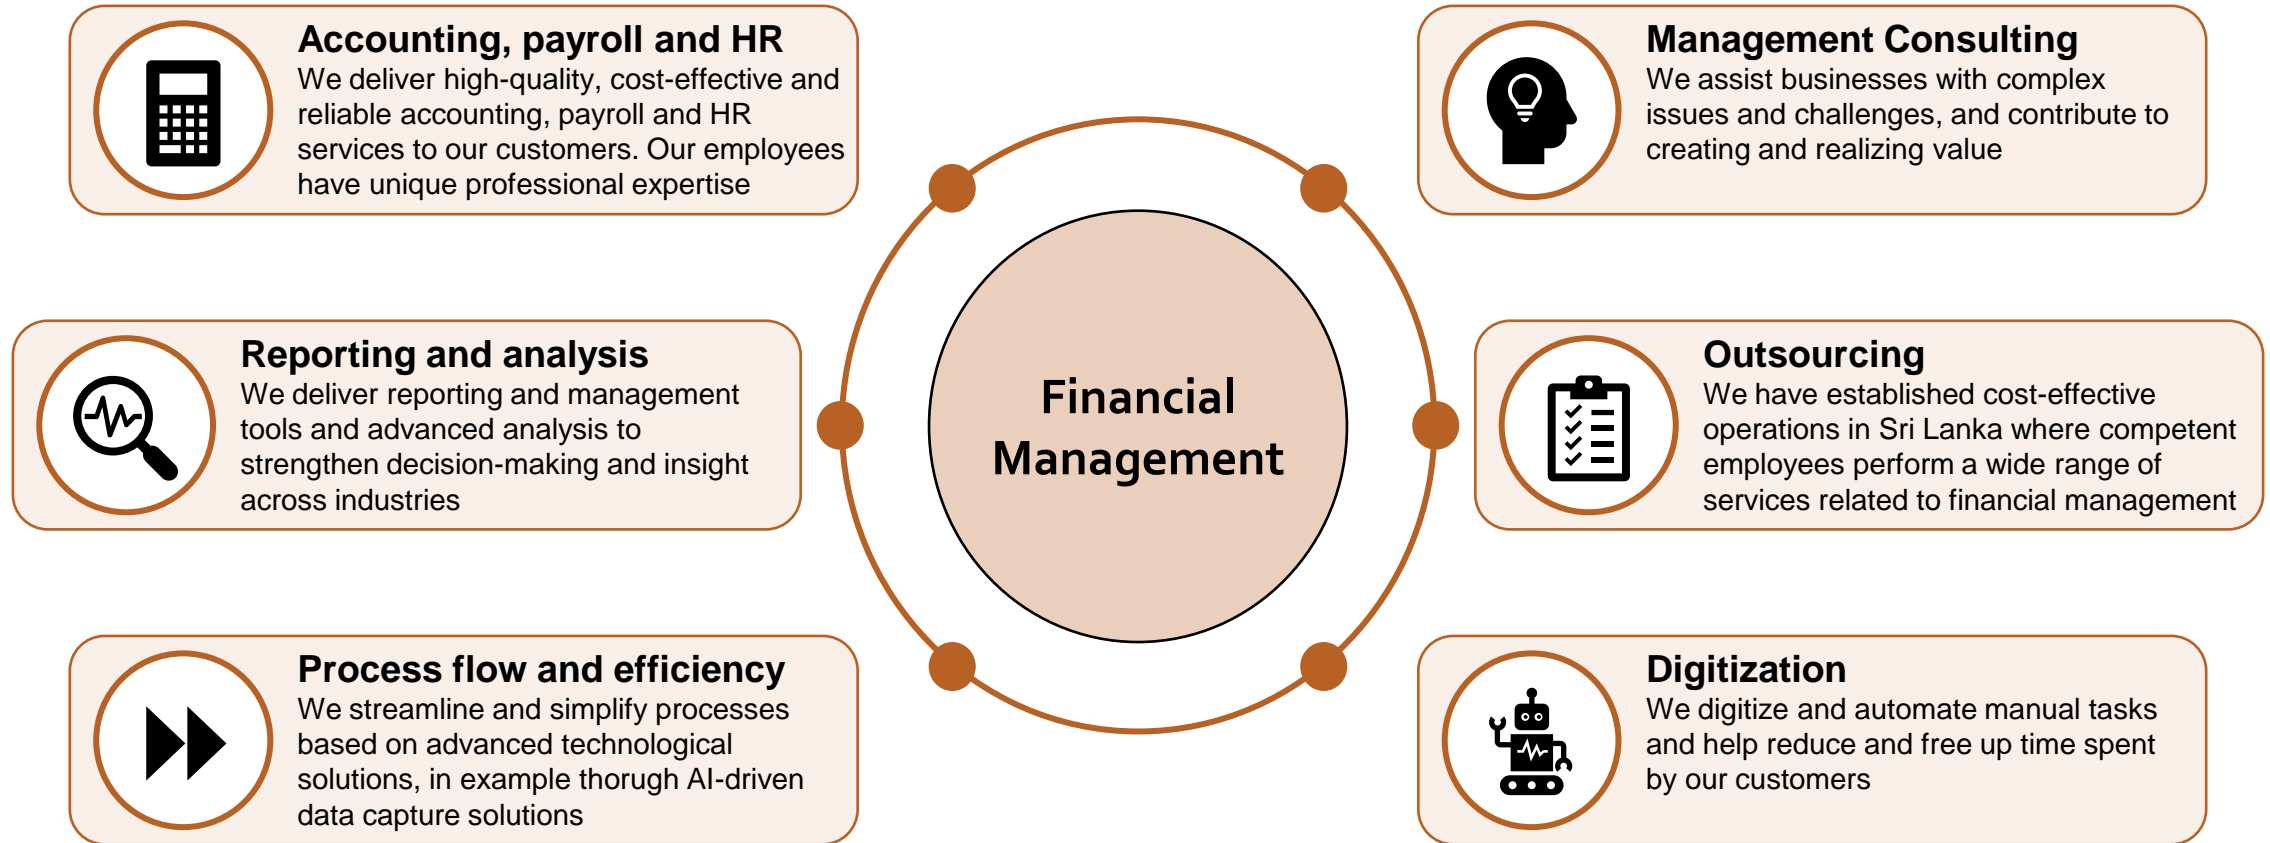 Accounting, payroll and HR
We deliver high-quality, cost-effective and
reliable accounting, payroll and HR
services to our customers. Our employees
have unique professional expertise
Reporting and analysis
We deliver reporting and management
tools and advanced analysis to
strengthen decision-making and insight
across industries
Process flow and efficiency
We streamline and simplify processes
based on advanced technological
solutions, in example thorugh AI-driven
data capture solutions
Financial
Management
Management Consulting
We assist businesses with complex
issues and challenges, and contribute to
creating and realizing value
Outsourcing
We have established cost-effective
operations in Sri Lanka where competent
employees perform a wide range of
services related to financial management
Digitization
We digitize and automate manual tasks
and help reduce and free up time spent
by our customers